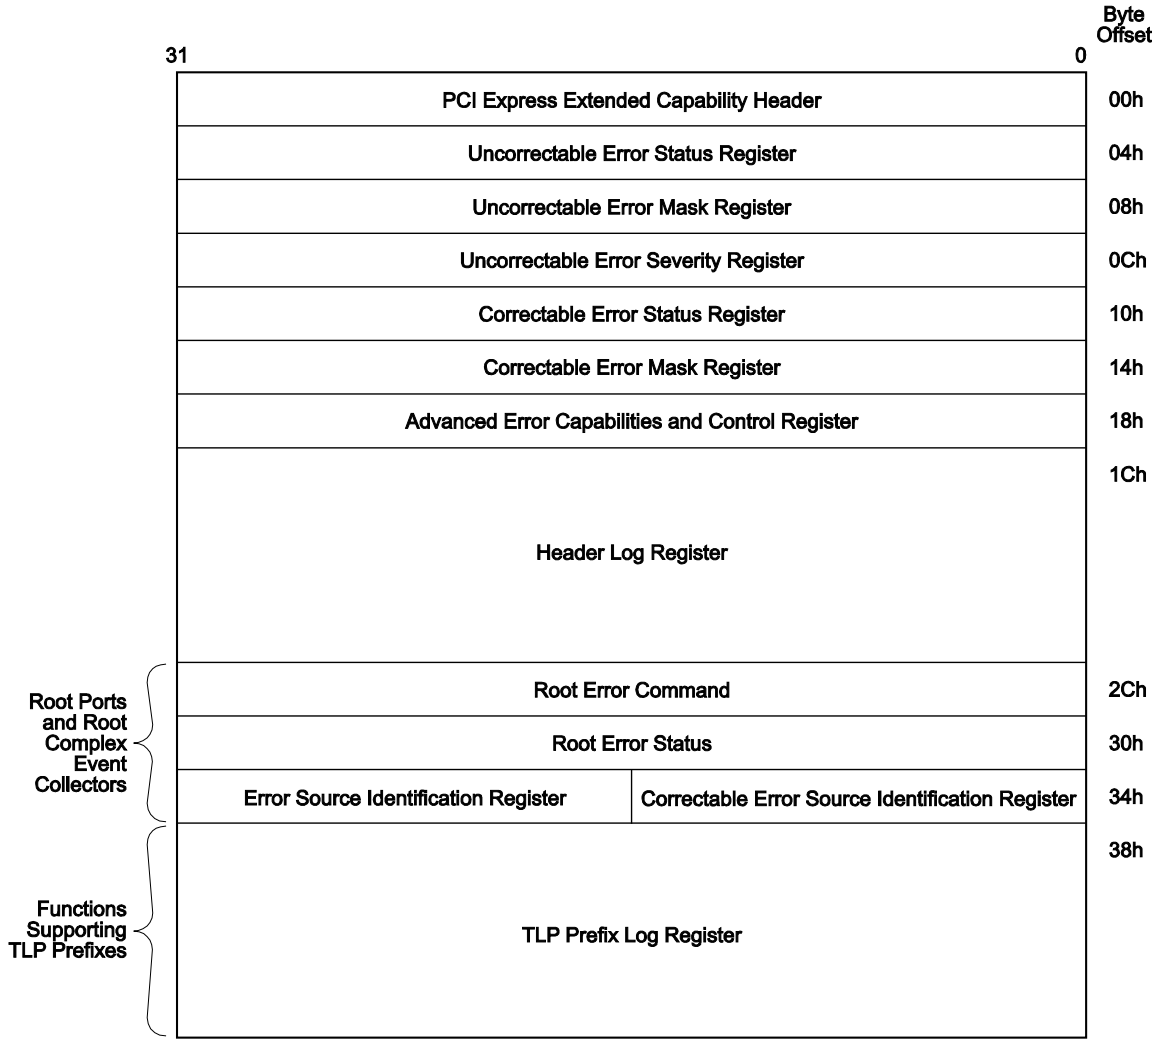 Byte
Offset
31
0
PCI Express Extended Capability Header
00h
Uncorrectable Error Status Register
04h
Uncorrectable Error Mask Register
08h
Uncorrectable Error Severity Register
0Ch
Correctable Error Status Register
10h
Correctable Error Mask Register
14h
Advanced Error Capabilities and Control Register
18h
1Ch
Header Log Register
Root Ports
and Root
Complex
Event
Collectors
Root Error Command
2Ch
Root Error Status
30h
Error Source Identification Register
Correctable Error Source Identification Register
34h
38h
Functions
Supporting
TLP Prefixes
TLP Prefix Log Register